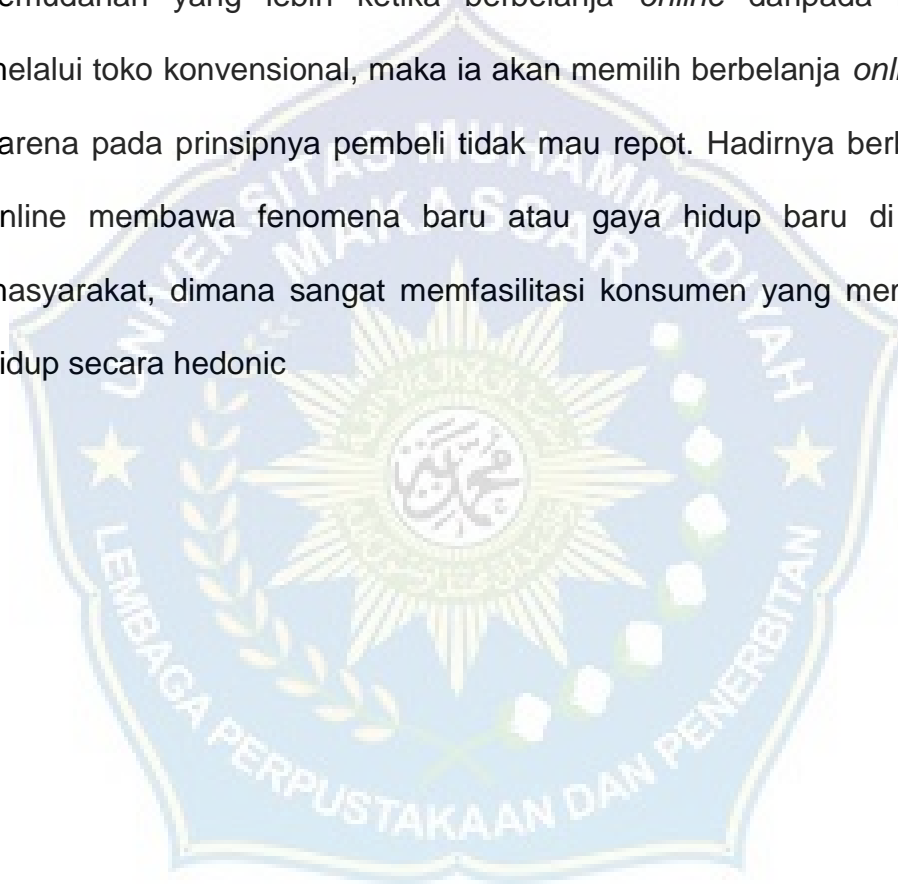 yang lebih ketika berbelanja online daripada
toko konvensional, maka ia akan memilih berbelanja
pada prinsipnya pembeli tidak mau repot. Hadirnya
membawa fenomena baru atau gaya hidup baru di
dimana sangat memfasilitasi konsumen yang
secara hedonic
UNIVERSITAS MUHAMMADIYAH
MAKASSAR
LEMBAGA PERPUSTAKAAN DAN PENERBITAN